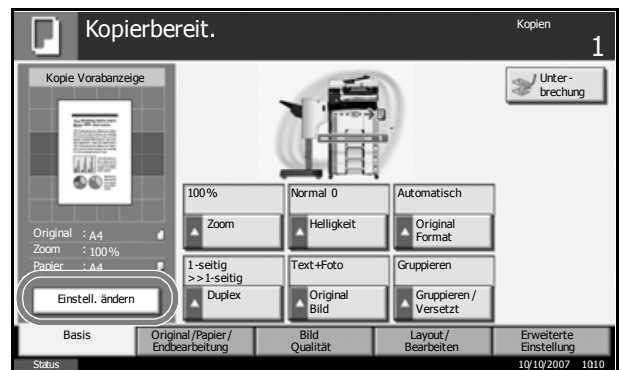 Kopierbereit.
Kopien
1
Kopie Vorabanzeige
Unter-
brechung
100%
Normal 0
Automatisch
Zoom
Helligkeit
Original
Format
Original : A4
Zoom : 100%
Papier : A4
1-seitig
>>1-seitig
Text+Foto
Gruppieren
Duplex
Original
Bild
Gruppieren /
Versetzt
Einstell. ändern
Basis
Original/Papier/
Endbearbeitung
Bild
Qualität
Layout/
Bearbeiten
Erweiterte
Einstellung
Status
10/10/2007 1010